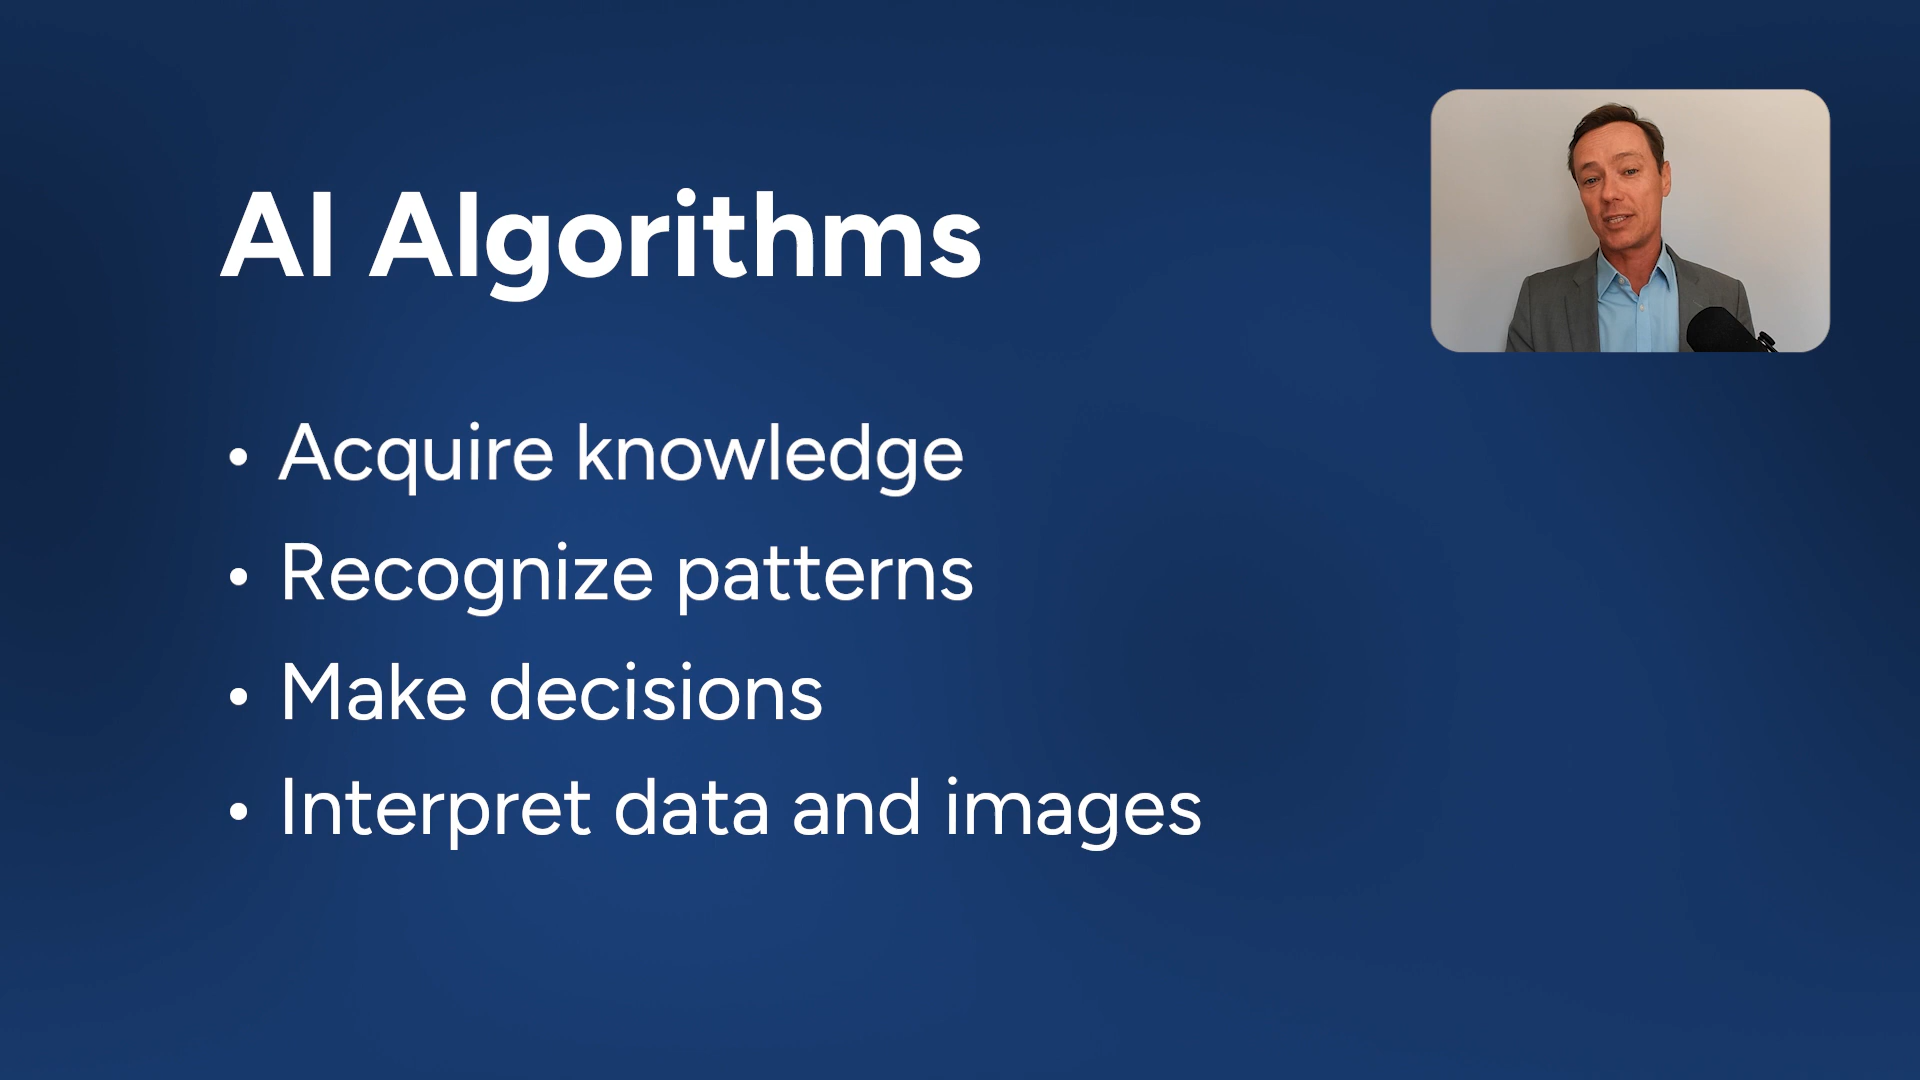 AI Algorithms
• Acquire knowledge
• Recognize patterns
• Make decisions
• Interpret data and images